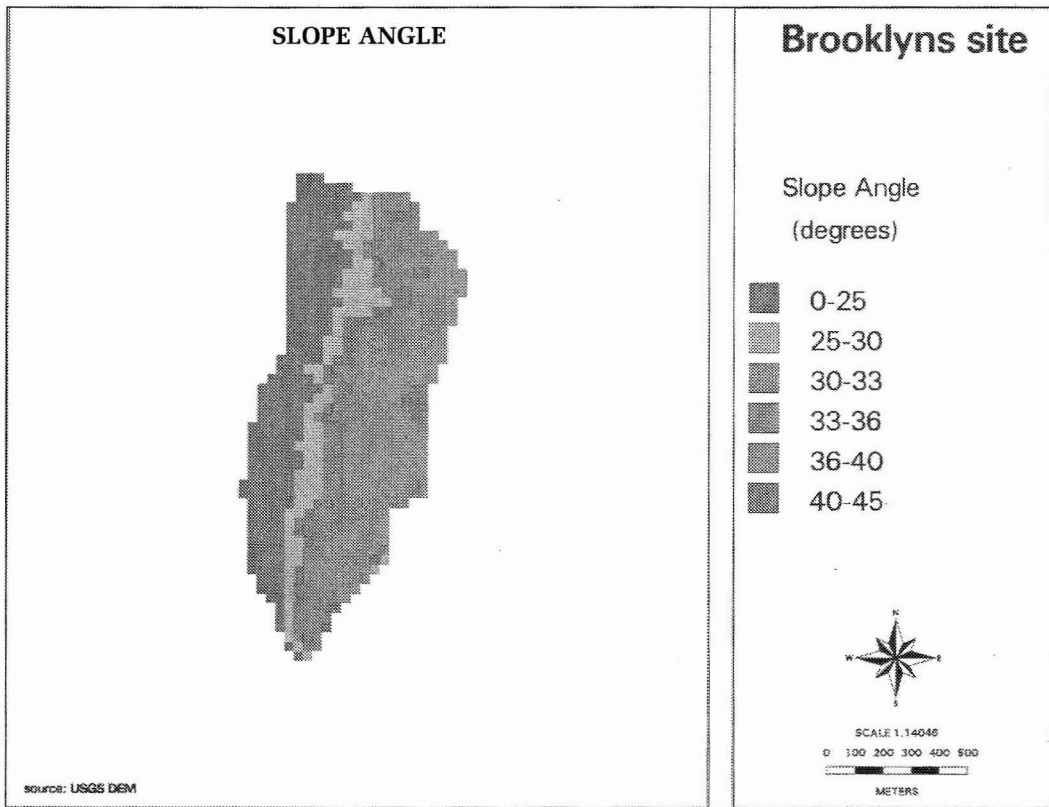 SLOPE ANGLE
source: USGS DEM
Brooklyns site
Slope Angle
(degrees)
0-25
25-30
30-33
33-36
36-40
40-45
N
W E
S
SCALE 1:14046
0 100 200 300 400 500
METERS